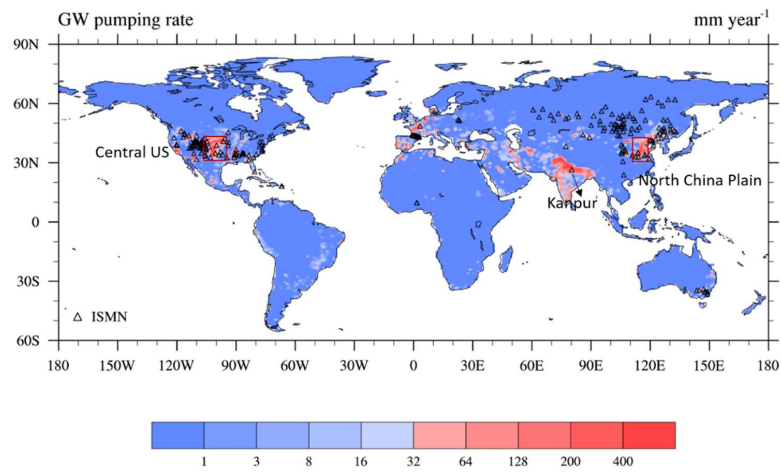 GW pumping rate mm year⁻¹
90N
60N
Central US
30N
North China Plain
Kanpur
0
30S
△ ISMN
60S
180 150W 120W 90W 60W 30W 0 30E 60E 90E 120E 150E 180
1 3 8 16 32 64 128 200 400